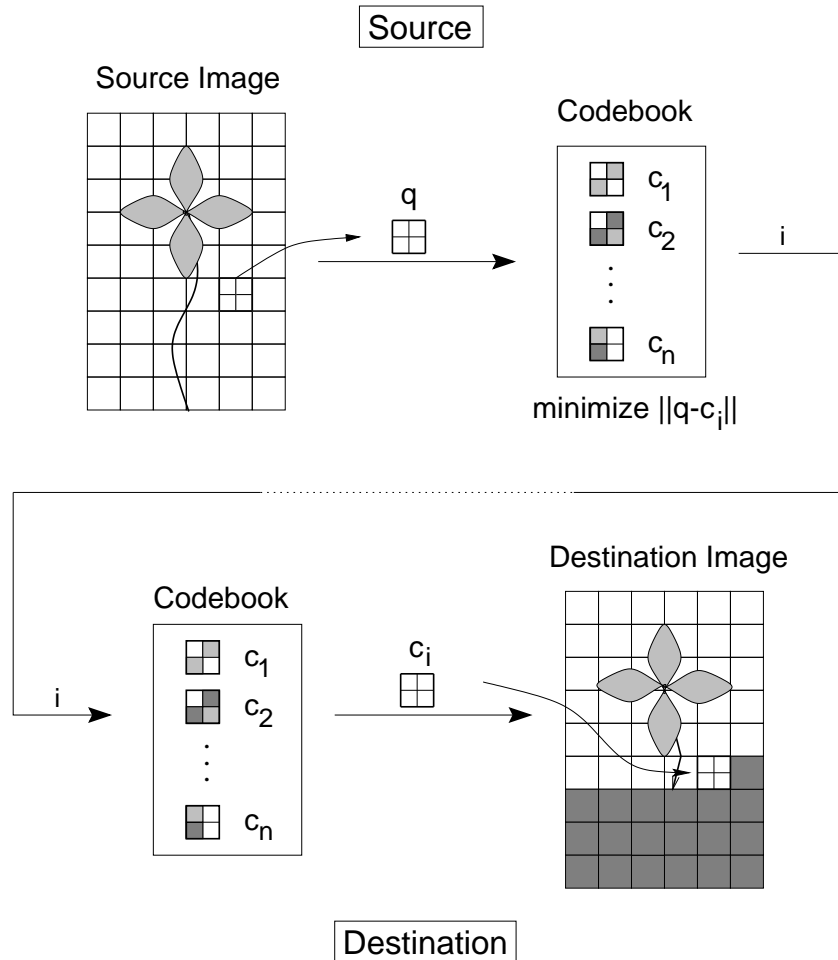 Source
Source Image
Codebook
q
c1
c2
cn
i
minimize ||q-ci||
Destination Image
Codebook
ci
c1
c2
cn
i
Destination